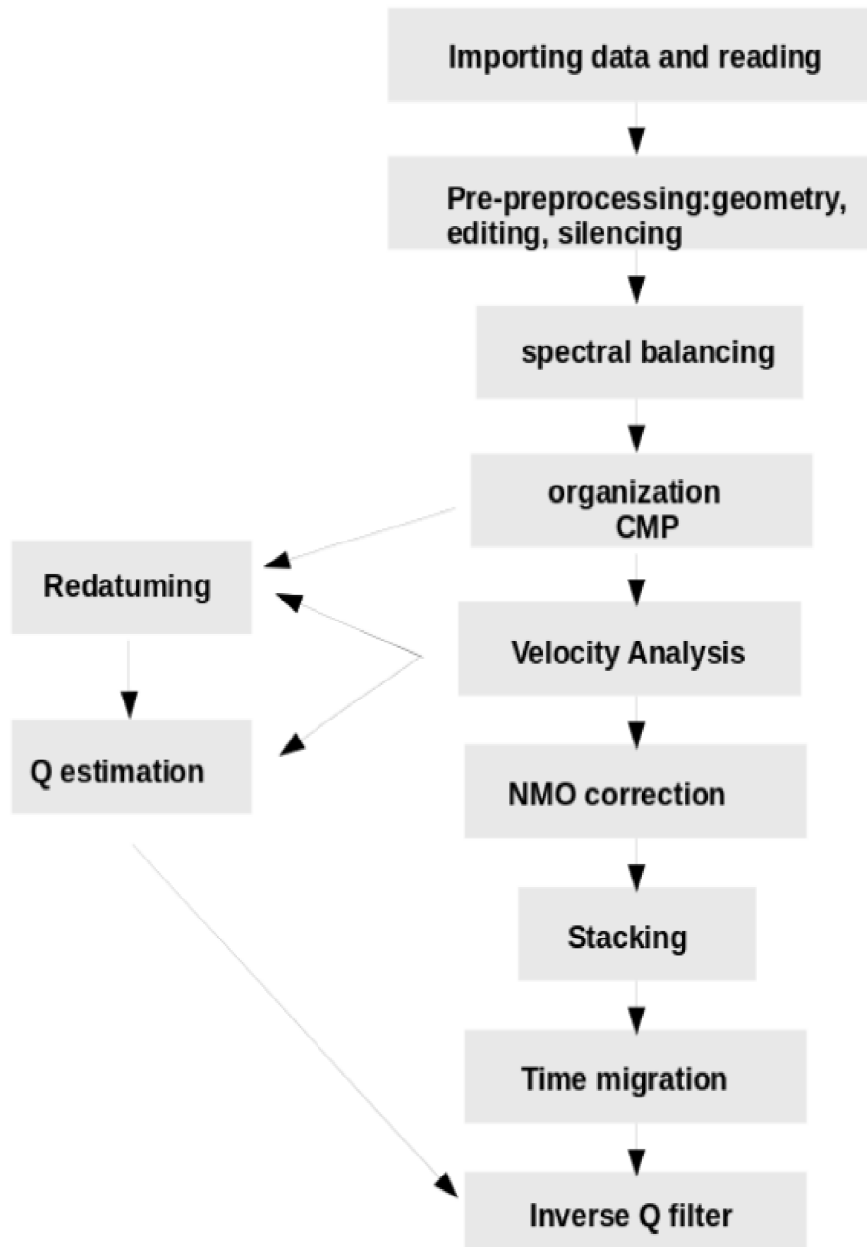 Importing data and reading
Pre-preprocessing:geometry,
editing, silencing
spectral balancing
organization
CMP
Redatuming
Velocity Analysis
Q estimation
NMO correction
Stacking
Time migration
Inverse Q filter